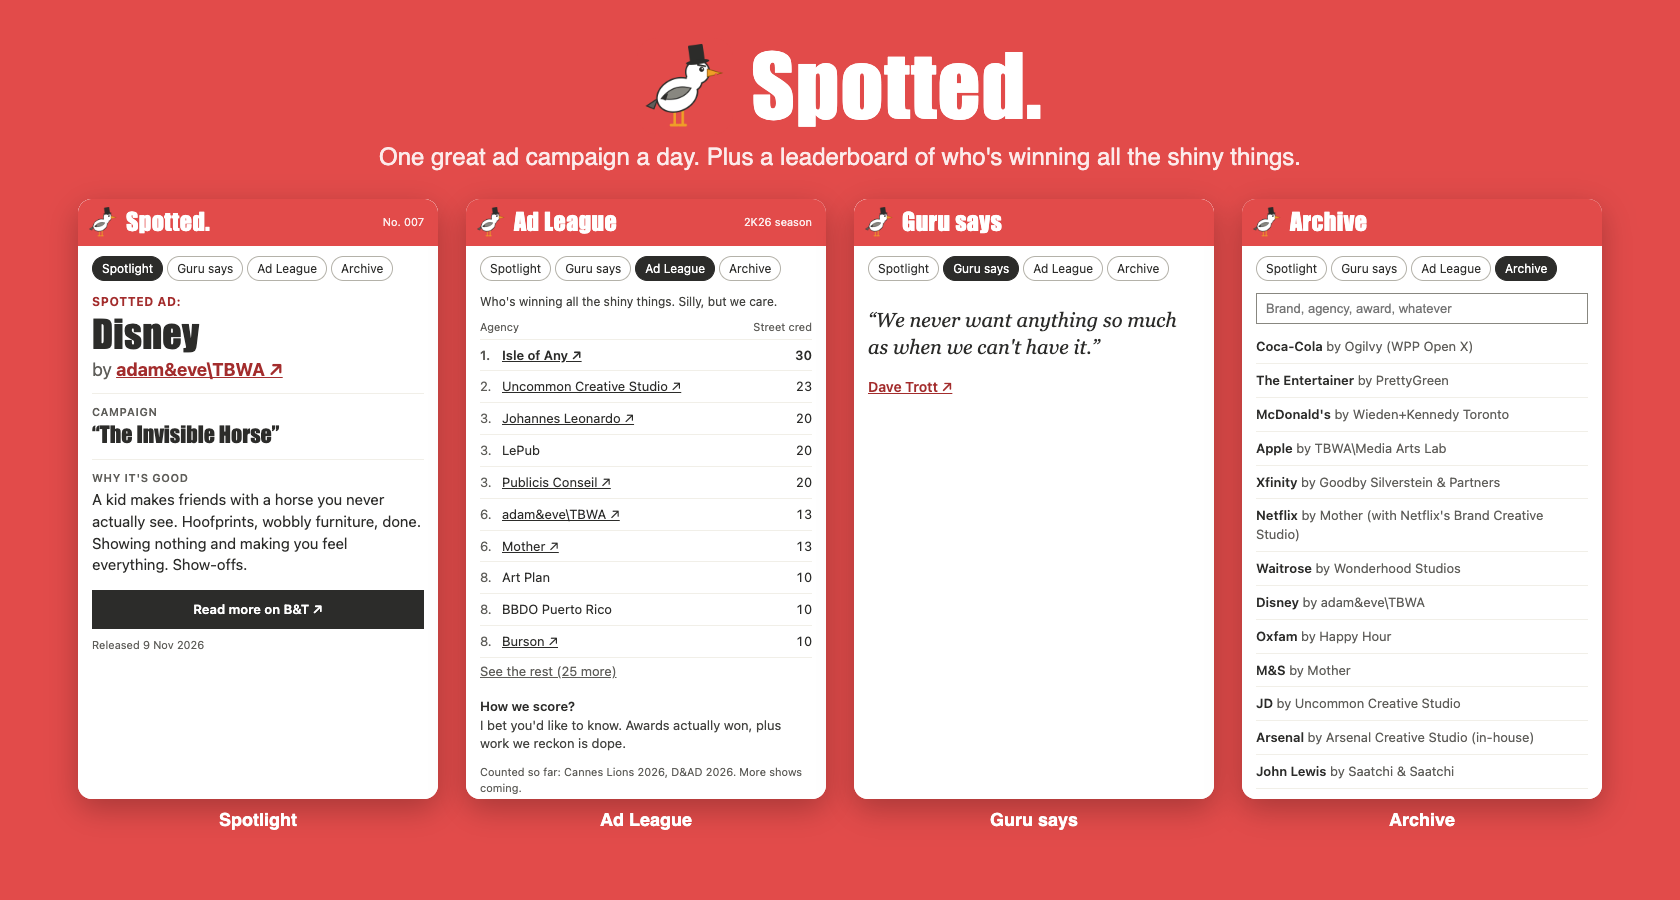 Spotted.
One great ad campaign a day. Plus a leaderboard of who's winning all the shiny things.
Spotted.
No. 007
Spotlight
Guru says
Ad League
Archive
SPOTTED AD:
Disney
by adam&eve\TBWA ↗
CAMPAIGN
“The Invisible Horse”
WHY IT'S GOOD
A kid makes friends with a horse you never
actually see. Hoofprints, wobbly furniture, done.
Showing nothing and making you feel
everything. Show-offs.
Read more on B&T ↗
Released 9 Nov 2026
Spotlight
Ad League
2K26 season
Spotlight
Guru says
Ad League
Archive
Who's winning all the shiny things. Silly, but we care.
Agency Street cred
1. Isle of Any ↗ 30
2. Uncommon Creative Studio ↗ 23
3. Johannes Leonardo ↗ 20
3. LePub 20
3. Publicis Conseil ↗ 20
6. adam&eve\TBWA ↗ 13
6. Mother ↗ 13
8. Art Plan 10
8. BBDO Puerto Rico 10
8. Burson ↗ 10
See the rest (25 more)
How we score?
I bet you'd like to know. Awards actually won, plus
work we reckon is dope.
Counted so far: Cannes Lions 2026, D&AD 2026. More shows
coming.
Ad League
Guru says
Spotlight
Guru says
Ad League
Archive
“We never want anything so much
as when we can't have it.”
Dave Trott ↗
Guru says
Archive
Spotlight
Guru says
Ad League
Archive
Brand, agency, award, whatever
Coca-Cola by Ogilvy (WPP Open X)
The Entertainer by PrettyGreen
McDonald's by Wieden+Kennedy Toronto
Apple by TBWA\Media Arts Lab
Xfinity by Goodby Silverstein & Partners
Netflix by Mother (with Netflix's Brand Creative
Studio)
Waitrose by Wonderhood Studios
Disney by adam&eve\TBWA
Oxfam by Happy Hour
M&S by Mother
JD by Uncommon Creative Studio
Arsenal by Arsenal Creative Studio (in-house)
John Lewis by Saatchi & Saatchi
Archive